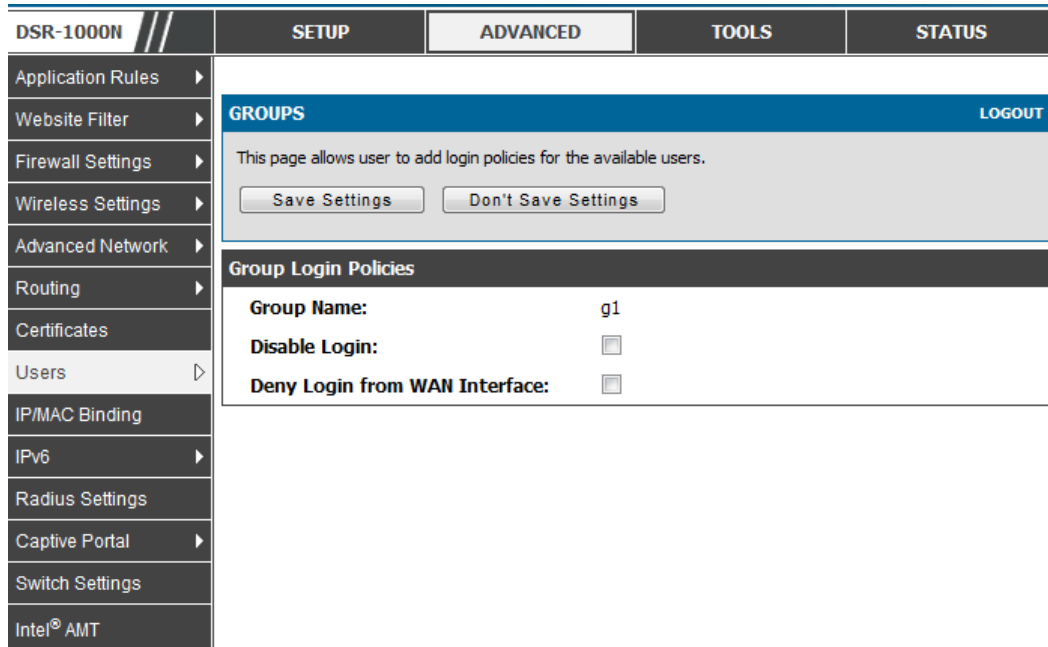 DSR-1000N
SETUP
ADVANCED
TOOLS
STATUS
Application Rules
Website Filter
Firewall Settings
Wireless Settings
Advanced Network
Routing
Certificates
Users
IP/MAC Binding
IPv6
Radius Settings
Captive Portal
Switch Settings
Intel® AMT
GROUPS
LOGOUT
This page allows user to add login policies for the available users.
Save Settings
Don't Save Settings
Group Login Policies
Group Name: g1
Disable Login:
Deny Login from WAN Interface: